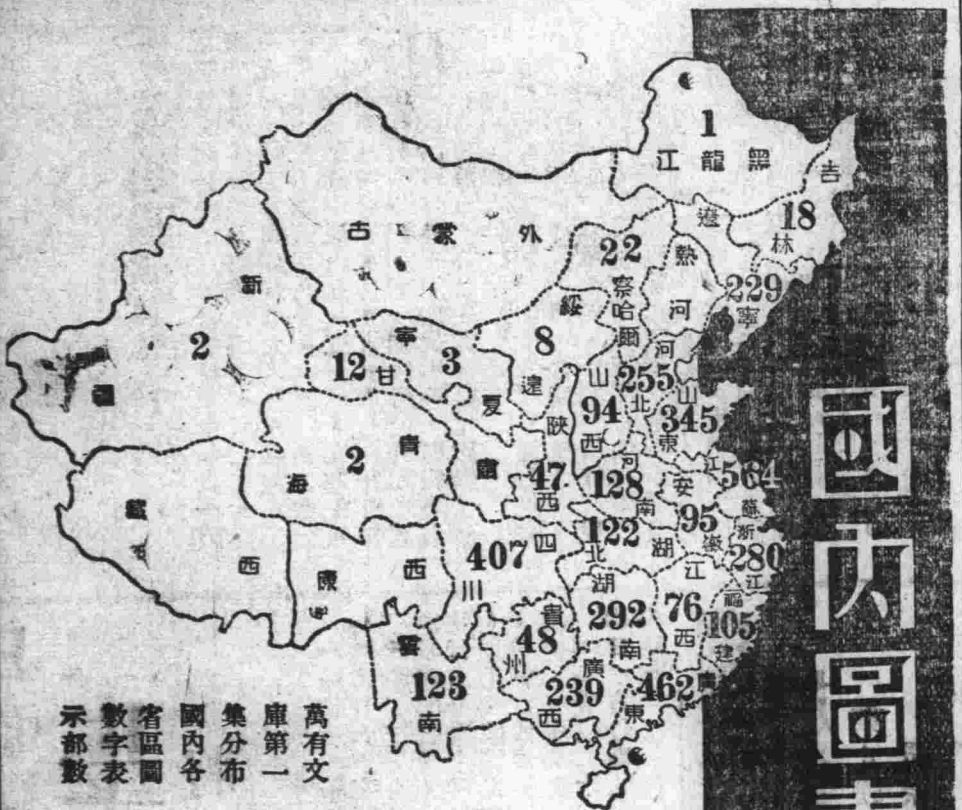 國內圖
1
黑龍江
吉林
18
遼寧
229
外蒙古
22
察哈爾
熱河
綏遠
8
寧夏
3
新疆
2
甘肅
12
青海
2
河北
255
山西
94
山東
345
陝西
47
河南
128
江蘇
564
安徽
95
浙江
280
湖北
122
四川
407
西康
西藏
湖南
292
江西
76
福建
105
貴州
48
雲南
123
廣西
239
廣東
462
萬有文
庫第一
集分布
國內各
省區圖
數字表
示部數